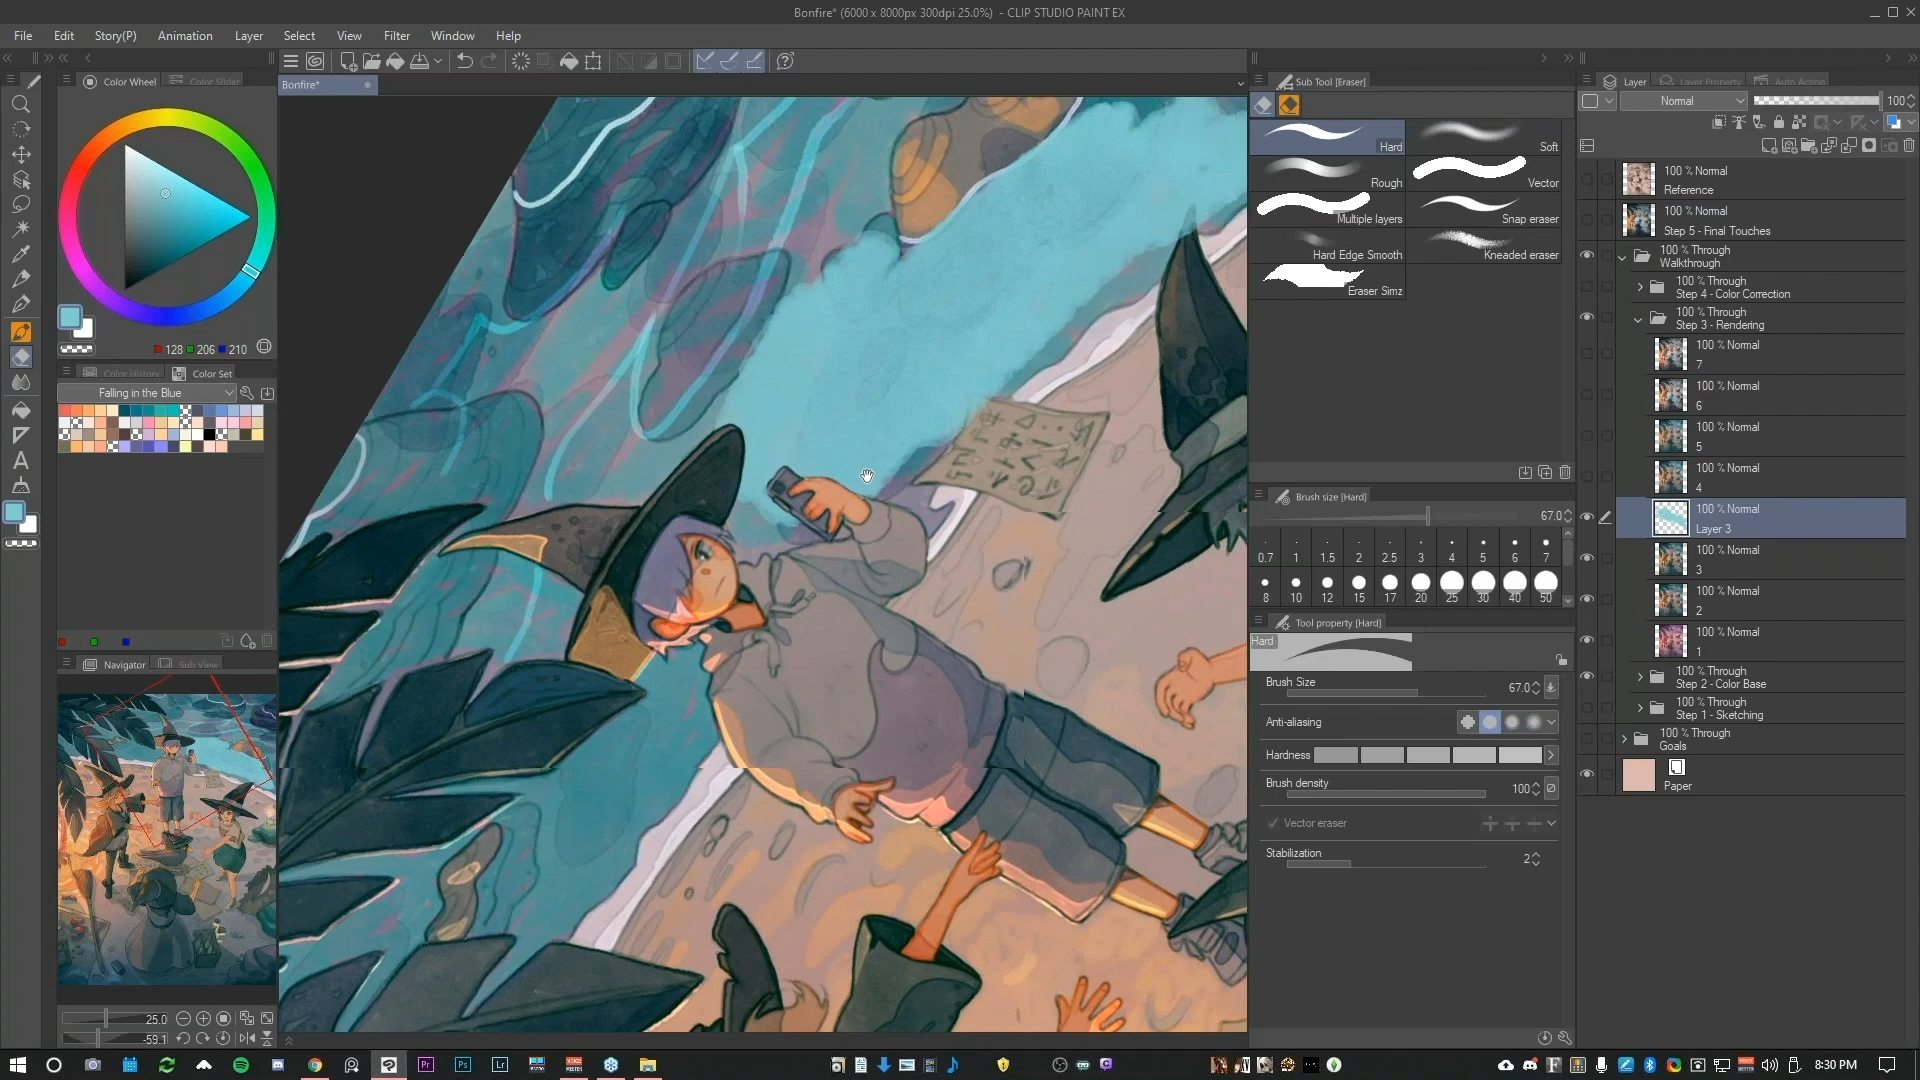 Bonfire* (6000 x 8000px 300dpi 25.0%) - CLIP STUDIO PAINT EX
File Edit Story(P) Animation Layer Select View Filter Window Help
Color Wheel Color Slider
Bonfire*
Sub Tool [Eraser]
Layer Layer Property Auto Action
Normal 100
Hard Soft
Rough Vector
Multiple layers Snap eraser
Hard Edge Smooth Kneaded eraser
Eraser Simz
128 206 210
Color History Color Set
Falling in the Blue
100 % Normal
Reference
100 % Normal
Step 5 - Final Touches
100 % Through
Walkthrough
100 % Through
Step 4 - Color Correction
100 % Through
Step 3 - Rendering
100 % Normal
7
100 % Normal
6
100 % Normal
5
100 % Normal
4
100 % Normal
Layer 3
100 % Normal
3
100 % Normal
2
100 % Normal
1
100 % Through
Step 2 - Color Base
100 % Through
Step 1 - Sketching
100 % Through
Goals
Paper
Brush size [Hard]
67.0
0.7 1 1.5 2 2.5 3 4 5 6 7
8 10 12 15 17 20 25 30 40 50
Tool property [Hard]
Hard
Brush Size 67.0
Anti-aliasing
Hardness
Brush density 100
Vector eraser
Stabilization 2
Navigator Sub View
25.0
-59.1
A
Pr Ps Lr
8:30 PM